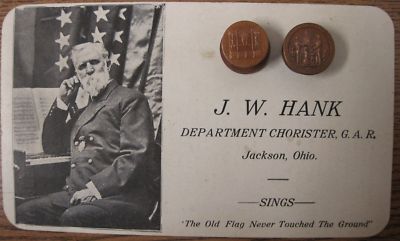 J. W. HANK
DEPARTMENT CHORISTER, G. A. R.
Jackson, Ohio.
SINGS
'The Old Flag Never Touched The Ground"